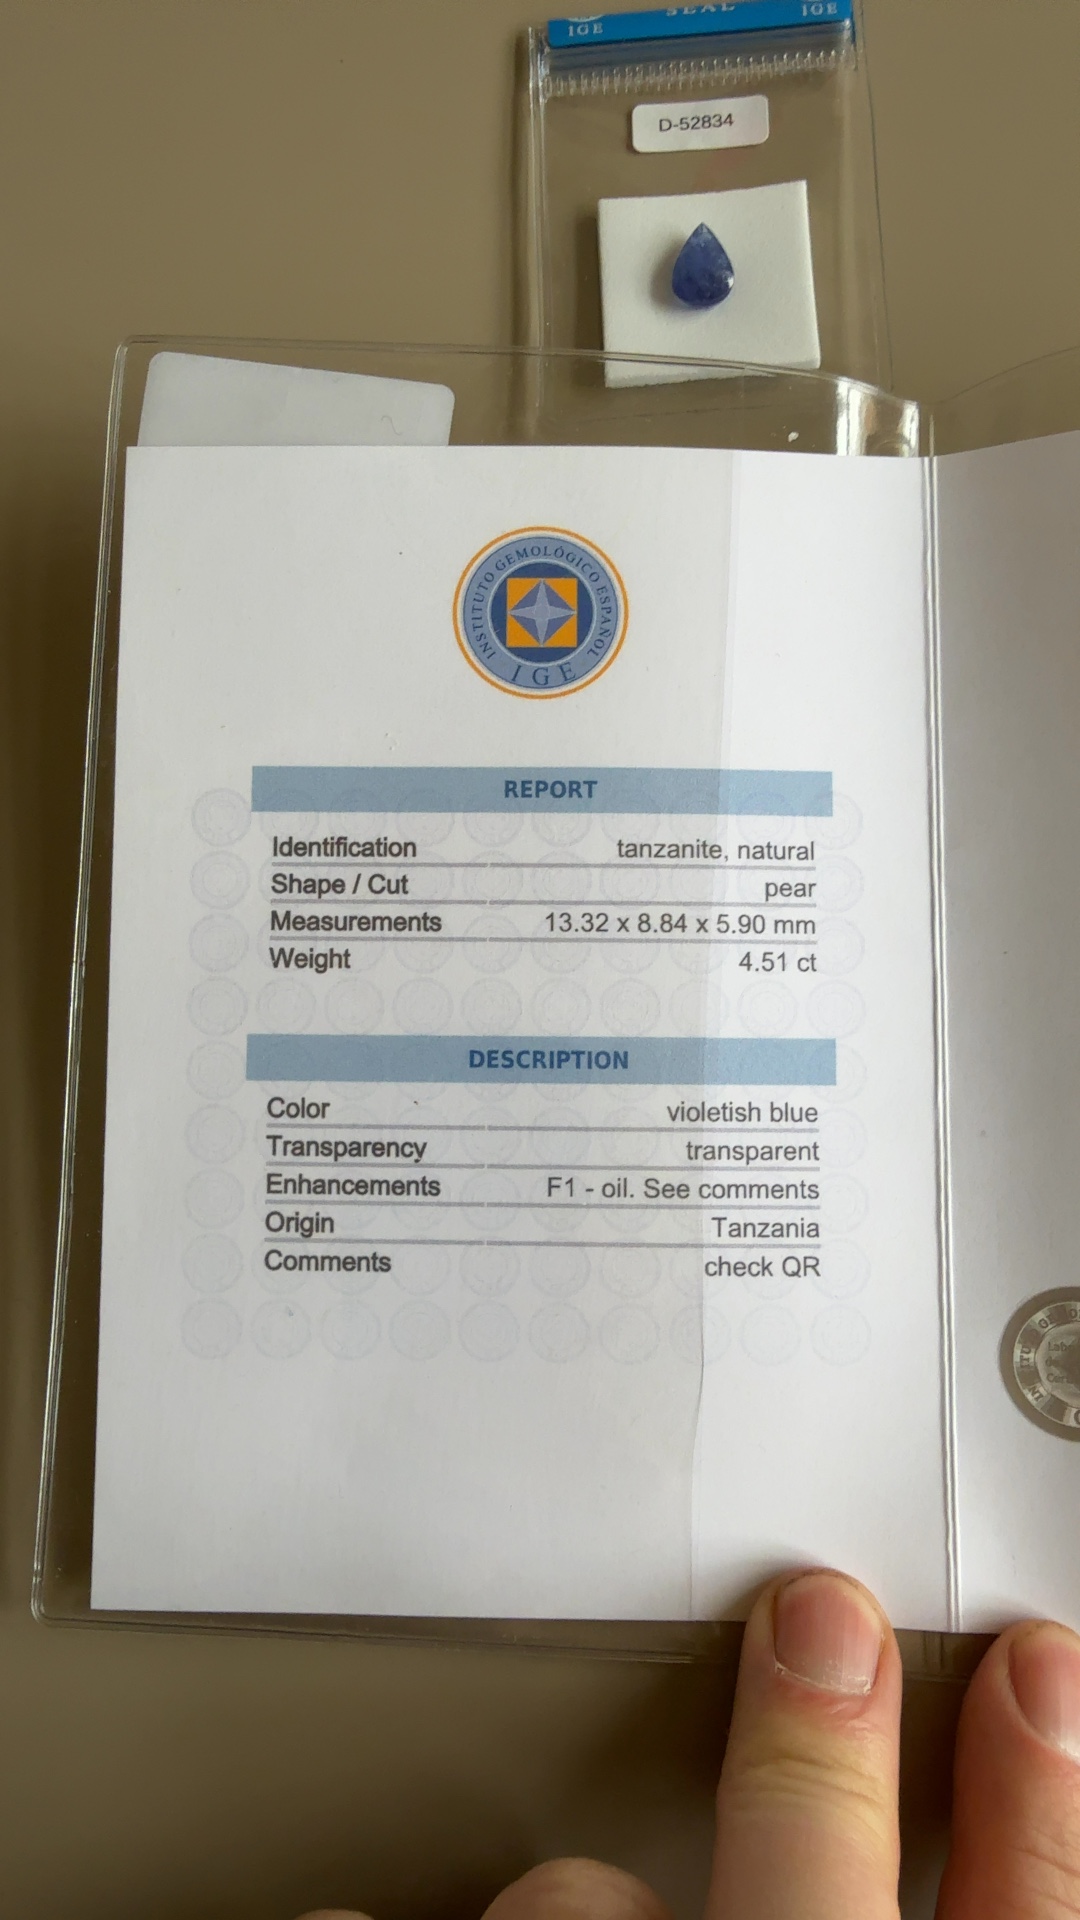 IGE SEAL IGE
D-52834
INSTITUTO GEMOLÓGICO ESPAÑOL
IGE
REPORT
Identification tanzanite, natural
Shape / Cut pear
Measurements 13.32 x 8.84 x 5.90 mm
Weight 4.51 ct
DESCRIPTION
Color violetish blue
Transparency transparent
Enhancements F1 - oil. See comments
Origin Tanzania
Comments check QR